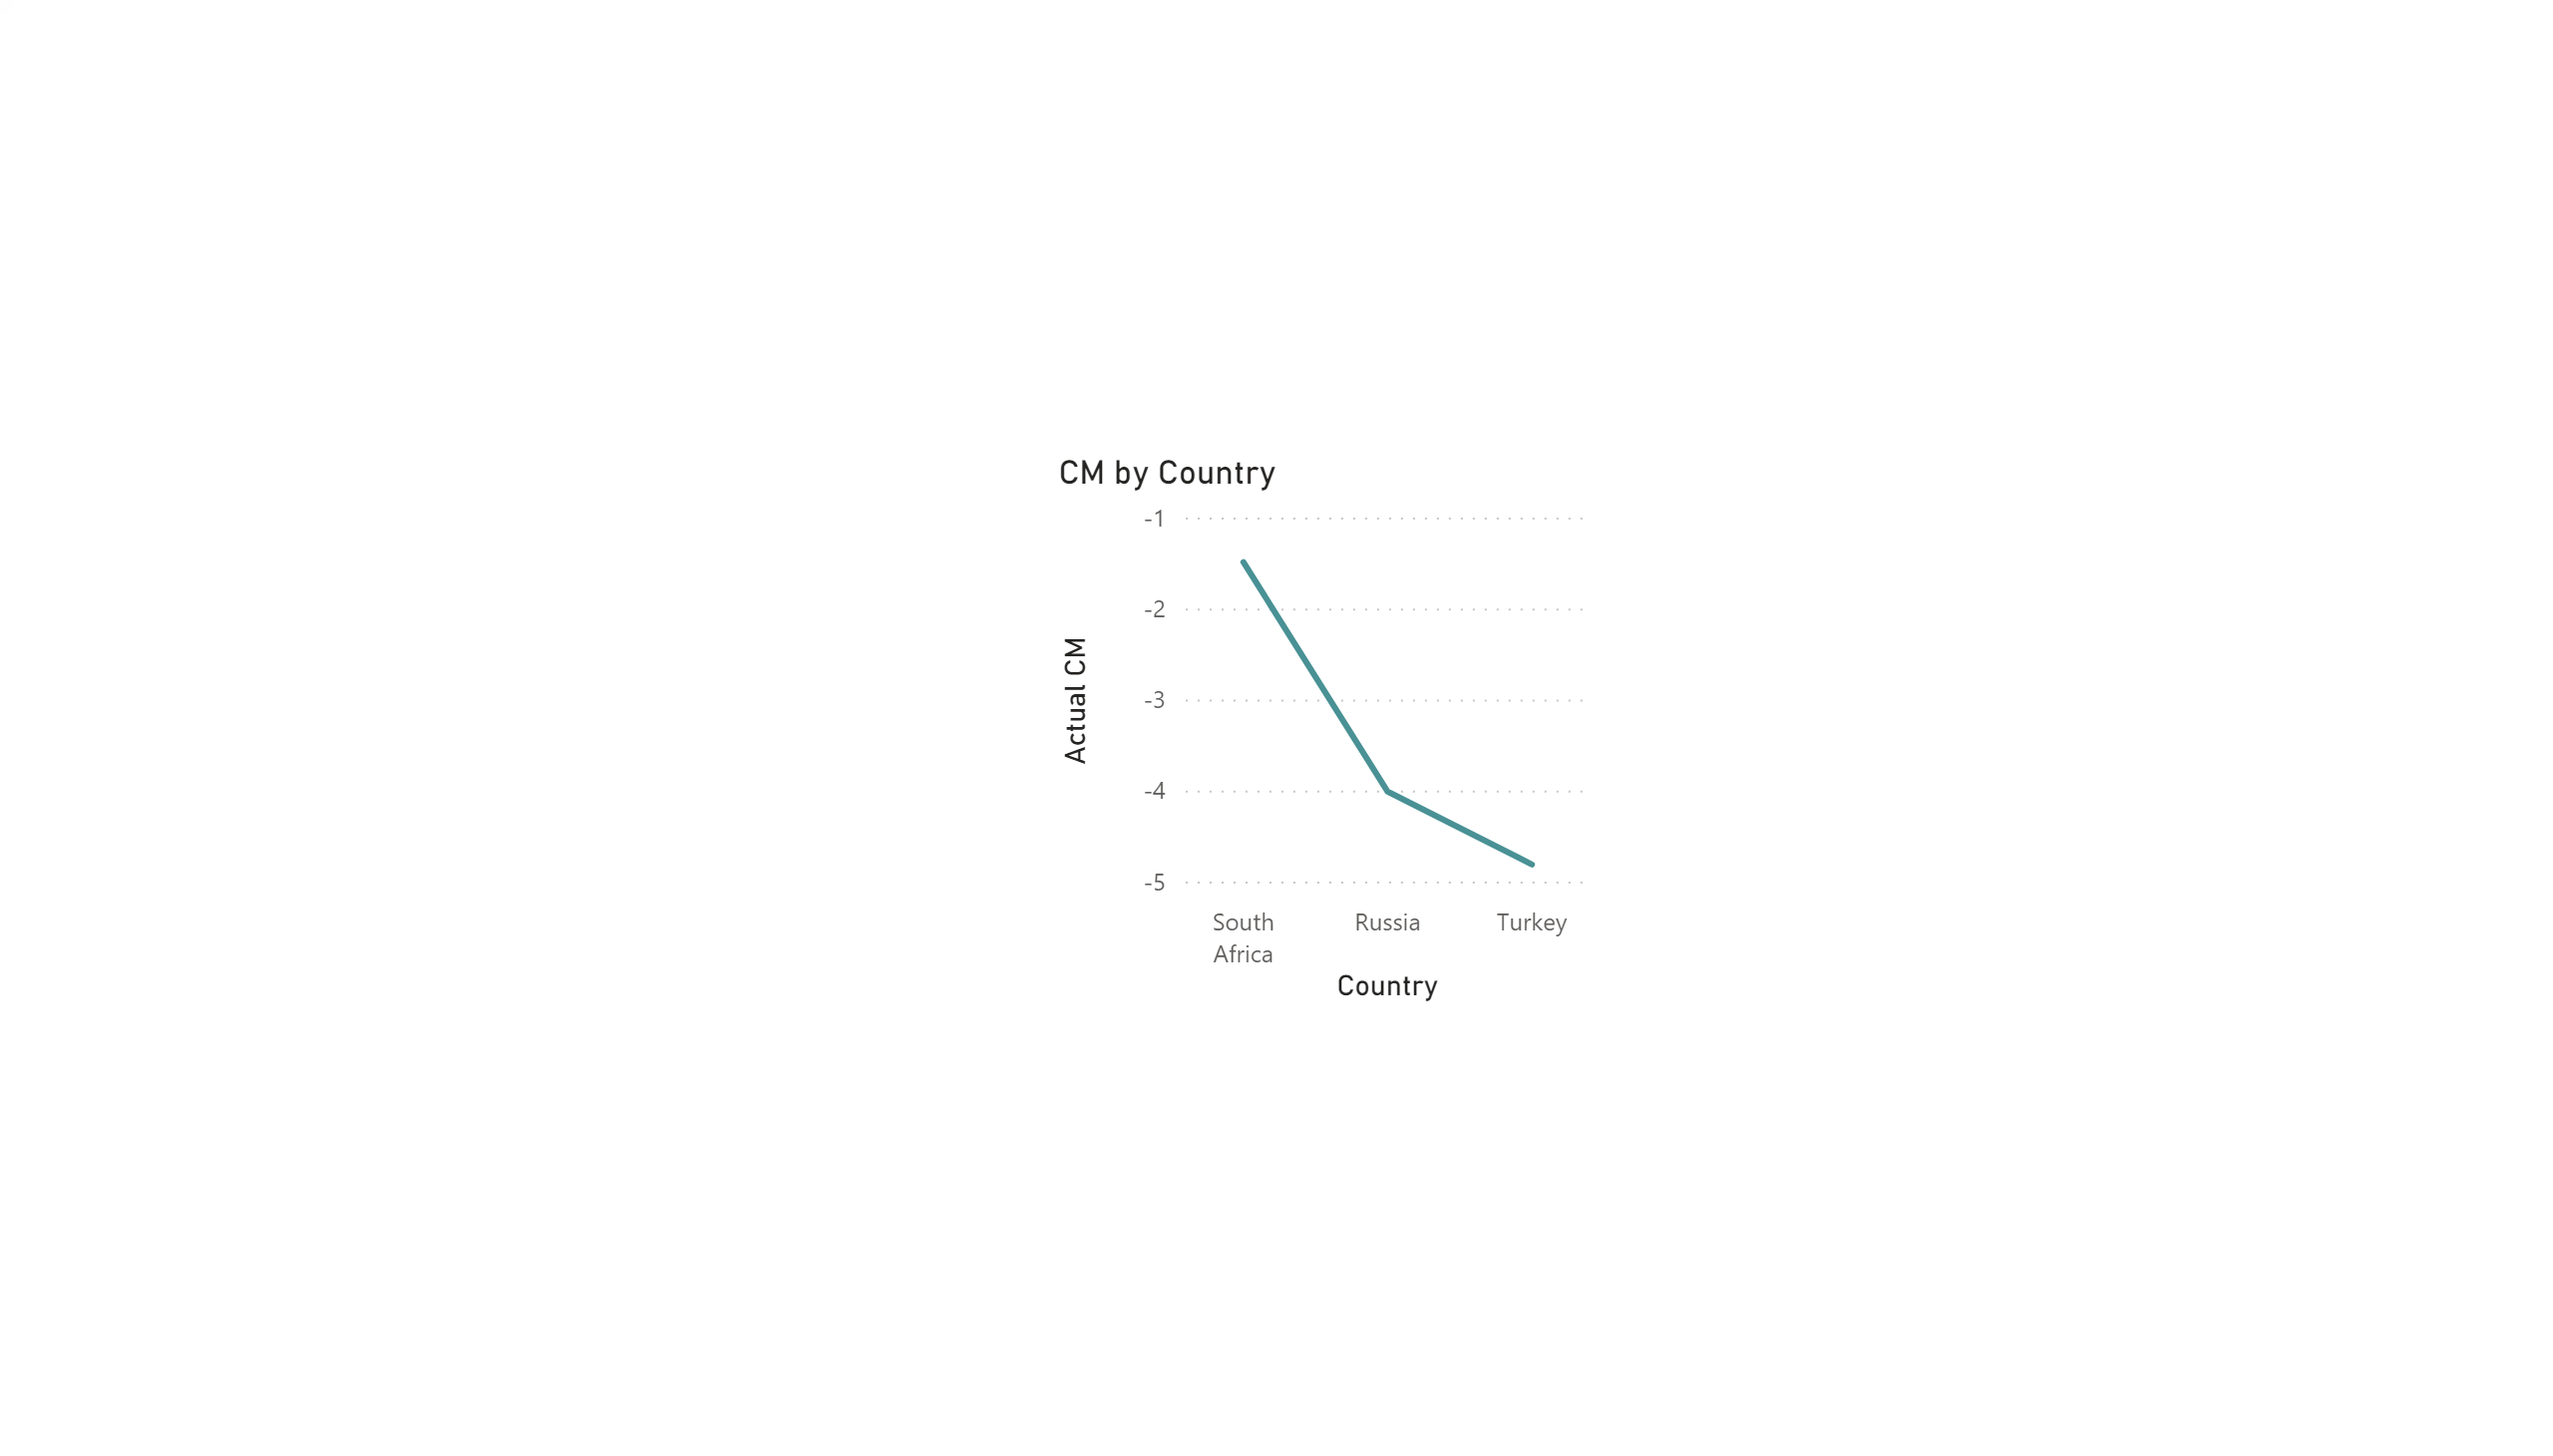 CM by Country
-1
-2
-3
-4
-5
Actual CM
South
Africa
Russia
Turkey
Country